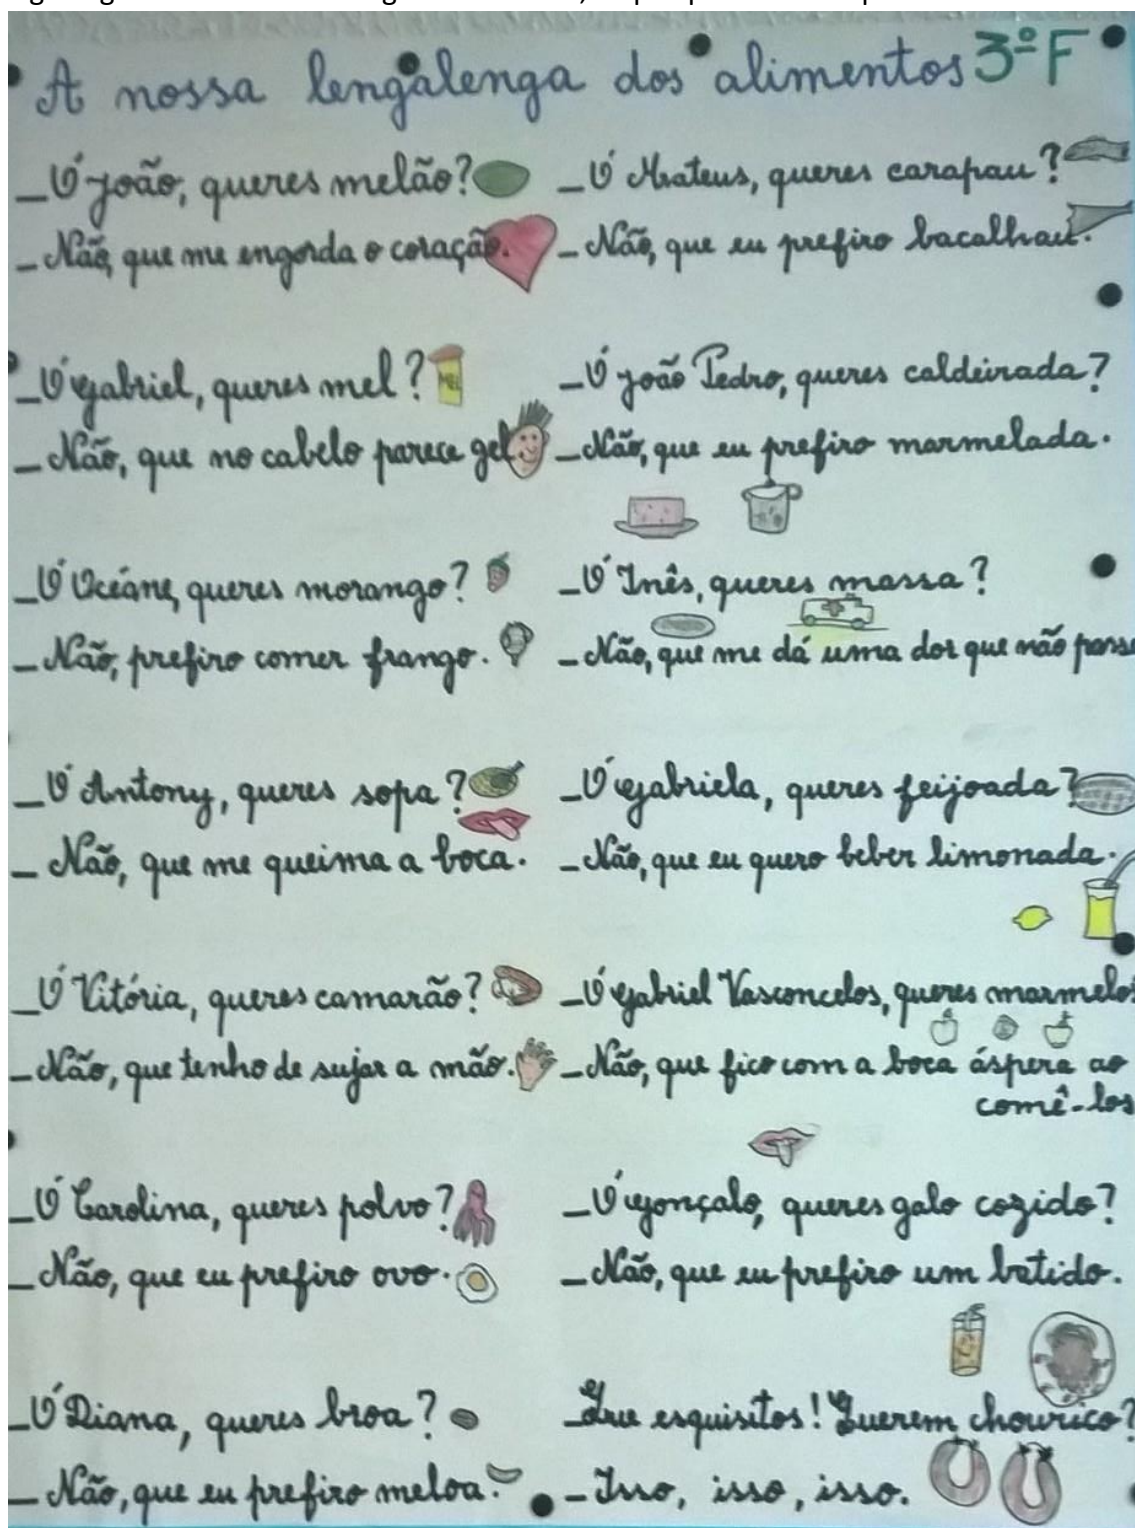 A nossa lengalenga dos alimentos 3º F
_Ó João, queres melão?
_Não, que me engorda o coração.
_Ó Gabriel, queres mel?
MEL
_Não, que no cabelo parece gel.
_Ó Océane, queres morango?
_Não, prefiro comer frango.
_Ó Antony, queres sopa?
_Não, que me queima a boca.
_Ó Vitória, queres camarão?
_Não, que tenho de sujar a mão.
_Ó Carolina, queres polvo?
_Não, que eu prefiro ovo.
_Ó Diana, queres broa?
_Não, que eu prefiro meloa.
_Ó Mateus, queres carapau?
_Não, que eu prefiro bacalhau.
_Ó João Pedro, queres caldeirada?
_Não, que eu prefiro marmelada.
_Ó Inês, queres massa?
_Não, que me dá uma dor que não passa
_Ó Gabriela, queres feijoada?
_Não, que eu quero beber limonada.
_Ó Gabriel Vasconcelos, queres marmelos
_Não, que fico com a boca áspera ao
comê-los
_Ó Gonçalo, queres galo cozido?
_Não, que eu prefiro um batido.
_Que esquisitos! Querem chouriço?
_Isso, isso, isso.